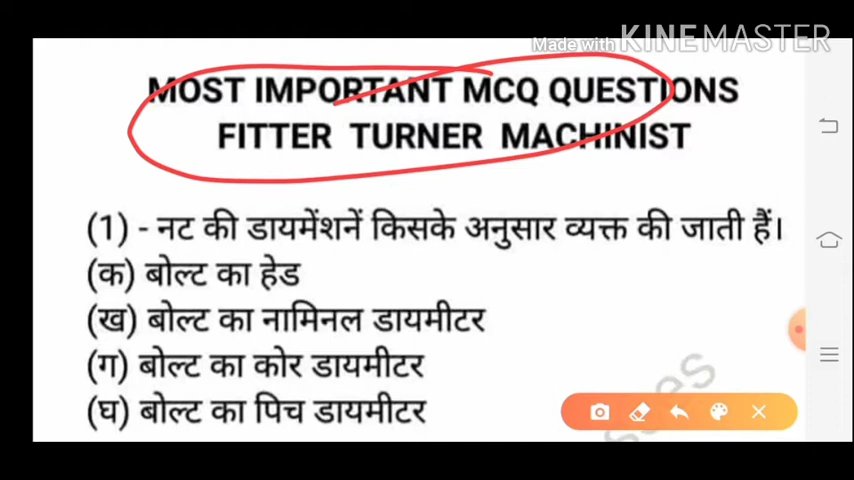 Made with KINEMASTER
MOST IMPORTANT MCQ QUESTIONS
FITTER TURNER MACHINIST
(1) - नट की डायमेंशनें किसके अनुसार व्यक्त की जाती हैं।
(क) बोल्ट का हेड
(ख) बोल्ट का नामिनल डायमीटर
(ग) बोल्ट का कोर डायमीटर
(घ) बोल्ट का पिच डायमीटर